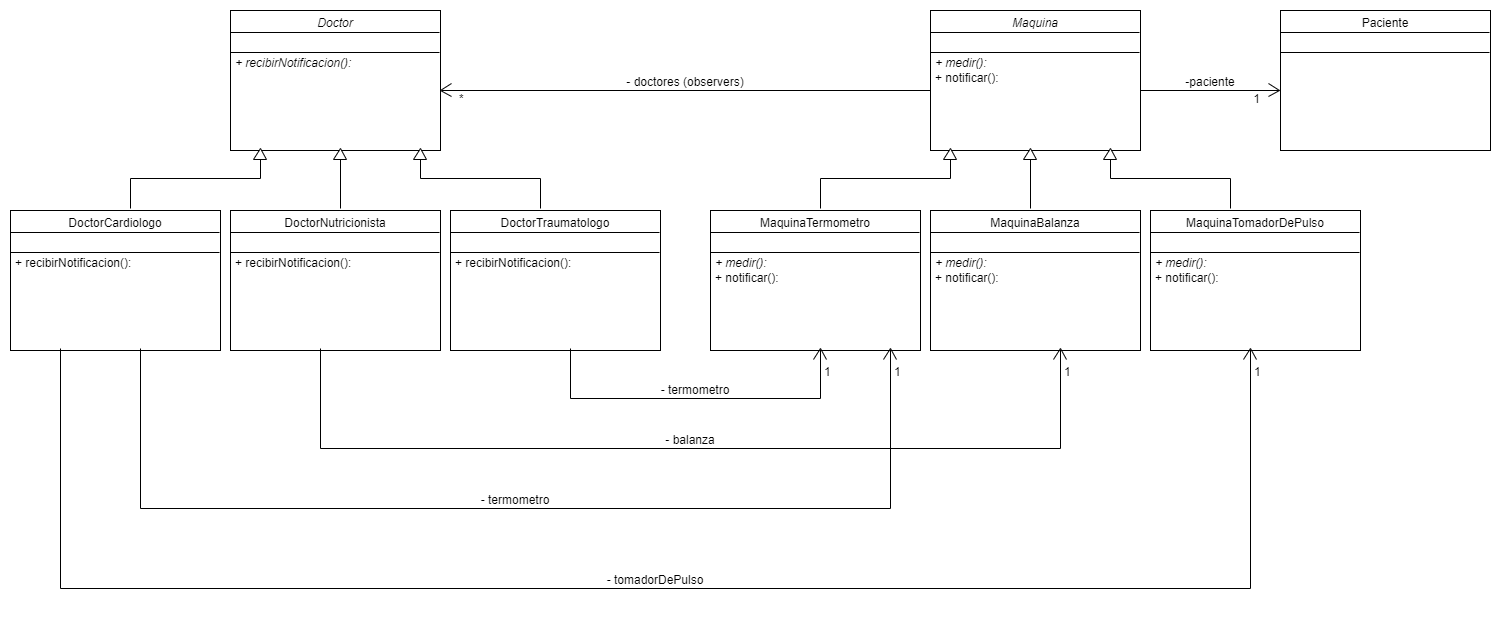 Doctor
+ recibirNotificacion():
Maquina
+ medir():
+ notificar():
Paciente
- doctores (observers)
*
-paciente
1
DoctorCardiologo
+ recibirNotificacion():
DoctorNutricionista
+ recibirNotificacion():
DoctorTraumatologo
+ recibirNotificacion():
MaquinaTermometro
+ medir():
+ notificar():
MaquinaBalanza
+ medir():
+ notificar():
MaquinaTomadorDePulso
+ medir():
+ notificar():
1
1
1
1
- termometro
- balanza
- termometro
- tomadorDePulso